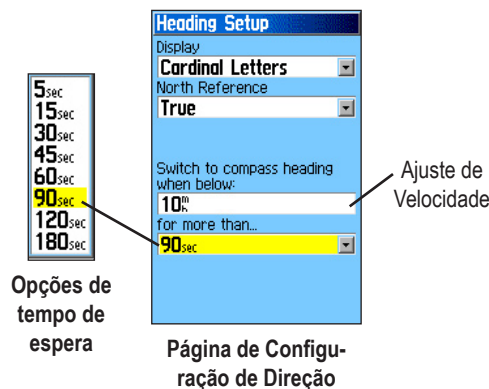 Heading Setup
Display
Cardinal Letters
North Reference
True
Switch to compass heading
when below:
10 mh
for more than...
90sec
5sec
15sec
30sec
45sec
60sec
90sec
120sec
180sec
Ajuste de
Velocidade
Opções de
tempo de
espera
Página de Configu-
ração de Direção